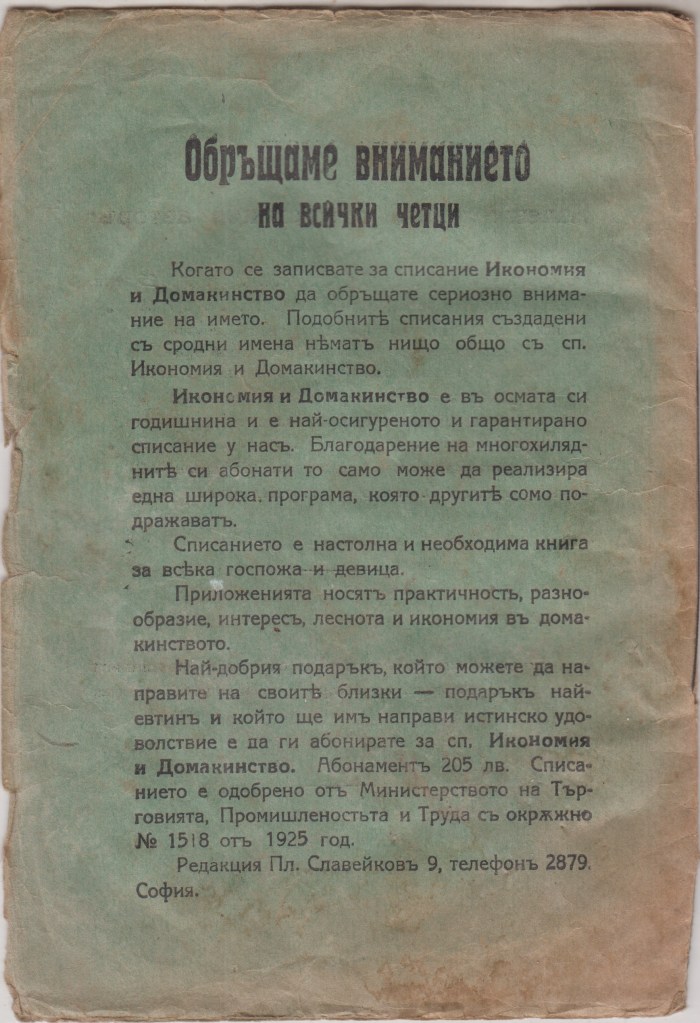 Обръщаме вниманието
на всички четци
Когато се записвате за списание Икономия
и Домакинство да обръщате сериозно внима-
ние на името. Подобнитѣ списания създадени
съ сродни имена нѣматъ нищо общо съ сп.
Икономия и Домакинство.
Икономия и Домакинство е въ осмата си
годишнина и е най-осигуреното и гарантирано
списание у насъ. Благодарение на многохиляд-
нитѣ си абонати то само може да реализира
една широка. програма, която другитѣ сомо по-
дражаватъ.
Списанието е настолна и необходима книга
за всѣка госпожа и девица.
Приложенията носятъ практичность, разно-
образие, интересъ, леснота и икономия въ дома-
кинството.
Най-добрия подаръкъ, който можете да на-
правите на своитѣ близки — подаръкъ най-
евтинъ и който ще имъ направи истинско удо-
волствие е да ги абонирате за сп. Икономия
и Домакинство. Абонаментъ 205 лв. Списа-
нието е одобрено отъ Министерството на Тър-
говията, Промишленостьта и Труда съ окрѫжно
№ 1518 отъ 1925 год.
Редакция Пл. Славейковъ 9, телефонъ 2879.
София.